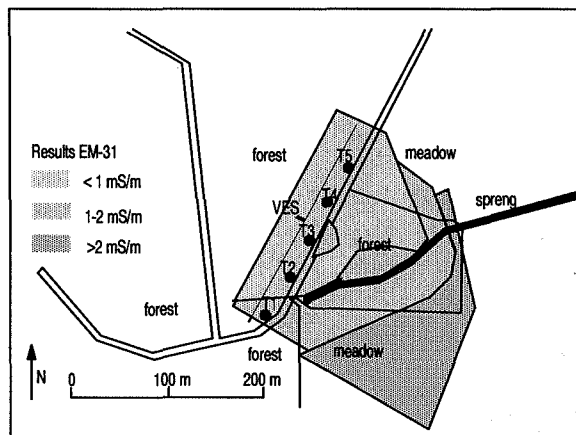 forest
T5
meadow
Results EM-31
< 1 mS/m
1-2 mS/m
>2 mS/m
T4
spreng
VES
T3
forest
T2
forest
T1
forest
meadow
N
0
100 m
200 m